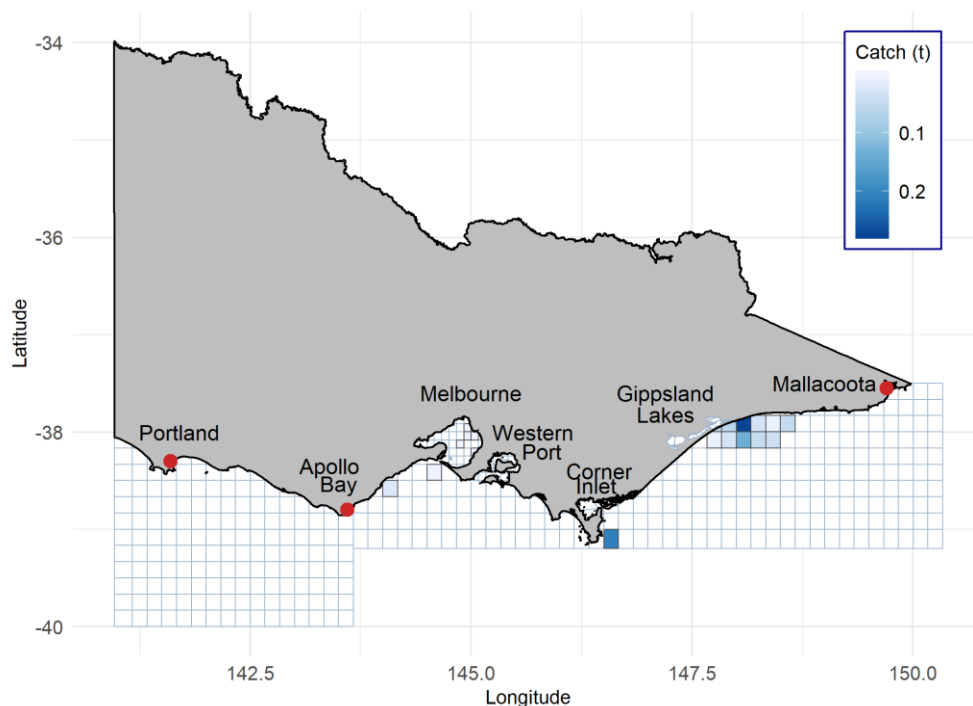 -34
-36
-38
-40
Latitude
Catch (t)
0.1
0.2
Melbourne
Gippsland
Lakes
Mallacoota
Portland
Western
Port
Apollo
Bay
Corner
Inlet
142.5
145.0
147.5
150.0
Longitude